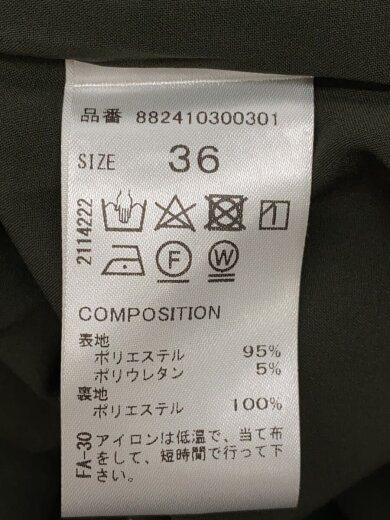 品番 882410300301
SIZE 36
2114222
F W
COMPOSITION
表地
ポリエステル 95%
ポリウレタン 5%
裏地
ポリエステル 100%
FA-30
アイロンは低温で、当て布
をして、短時間で行って下
さい。